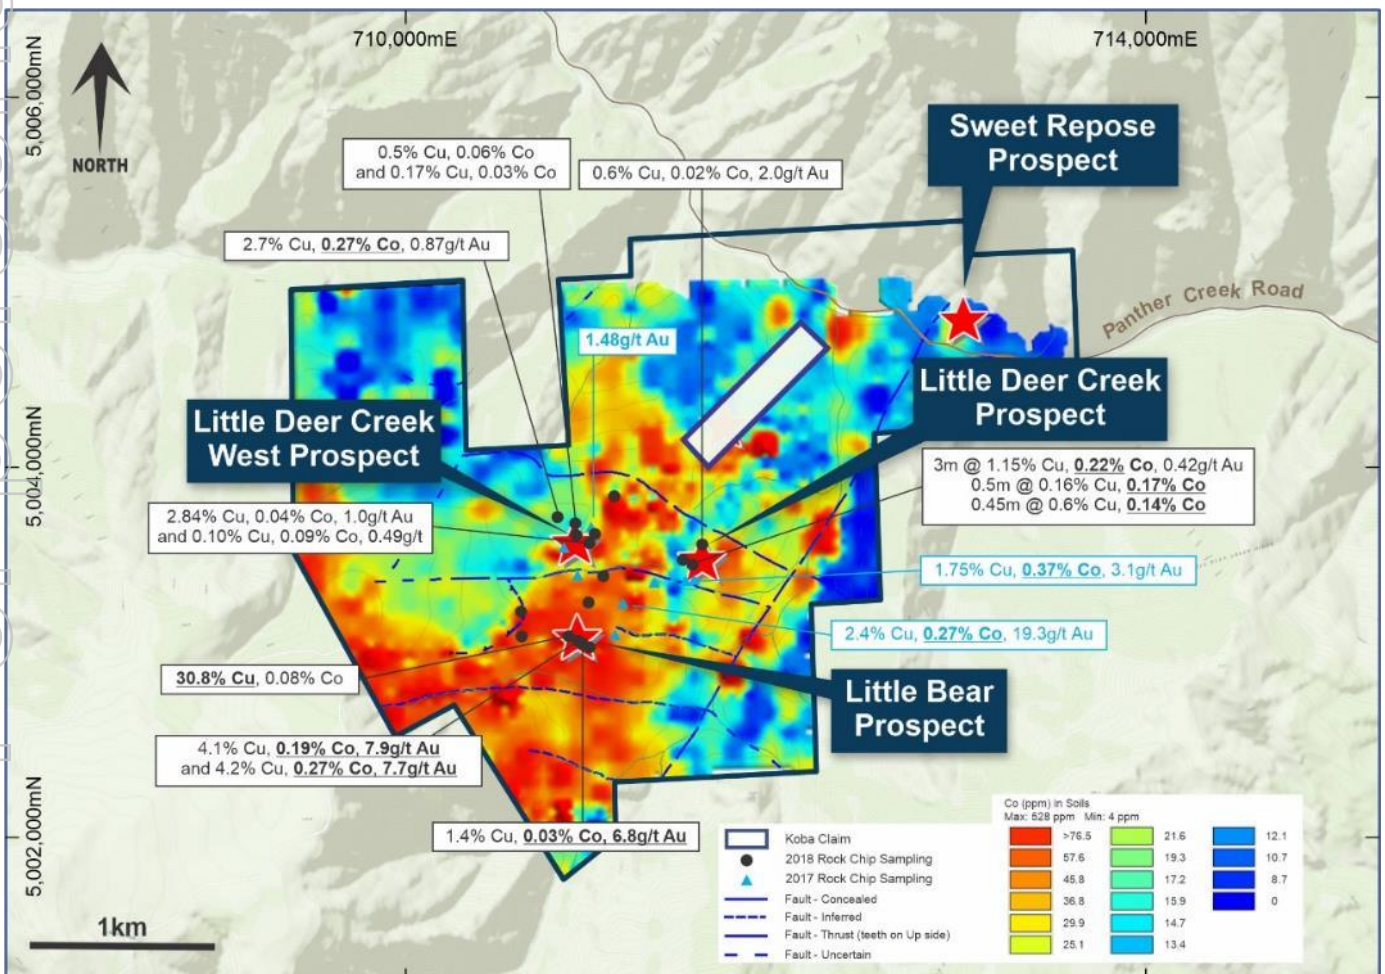 710,000mE
714,000mE
5,006,000mN
NORTH
Sweet Repose
Prospect
0.5% Cu, 0.06% Co
and 0.17% Cu, 0.03% Co
0.6% Cu, 0.02% Co, 2.0g/t Au
2.7% Cu, 0.27% Co, 0.87g/t Au
Panther Creek Road
1.48g/t Au
Little Deer Creek
Prospect
Little Deer Creek
West Prospect
5,004,000mN
3m @ 1.15% Cu, 0.22% Co, 0.42g/t Au
0.5m @ 0.16% Cu, 0.17% Co
0.45m @ 0.6% Cu, 0.14% Co
2.84% Cu, 0.04% Co, 1.0g/t Au
and 0.10% Cu, 0.09% Co, 0.49g/t
1.75% Cu, 0.37% Co, 3.1g/t Au
2.4% Cu, 0.27% Co, 19.3g/t Au
30.8% Cu, 0.08% Co
Little Bear
Prospect
4.1% Cu, 0.19% Co, 7.9g/t Au
and 4.2% Cu, 0.27% Co, 7.7g/t Au
1.4% Cu, 0.03% Co, 6.8g/t Au
5,002,000mN
1km
Koba Claim
2018 Rock Chip Sampling
2017 Rock Chip Sampling
Fault - Concealed
Fault - Inferred
Fault - Thrust (teeth on Up side)
Fault - Uncertain
Co (ppm) in Soils
Max: 528 ppm Min: 4 ppm
>76.5
57.6
45.8
36.8
29.9
25.1
21.6
19.3
17.2
15.9
14.7
13.4
12.1
10.7
8.7
0